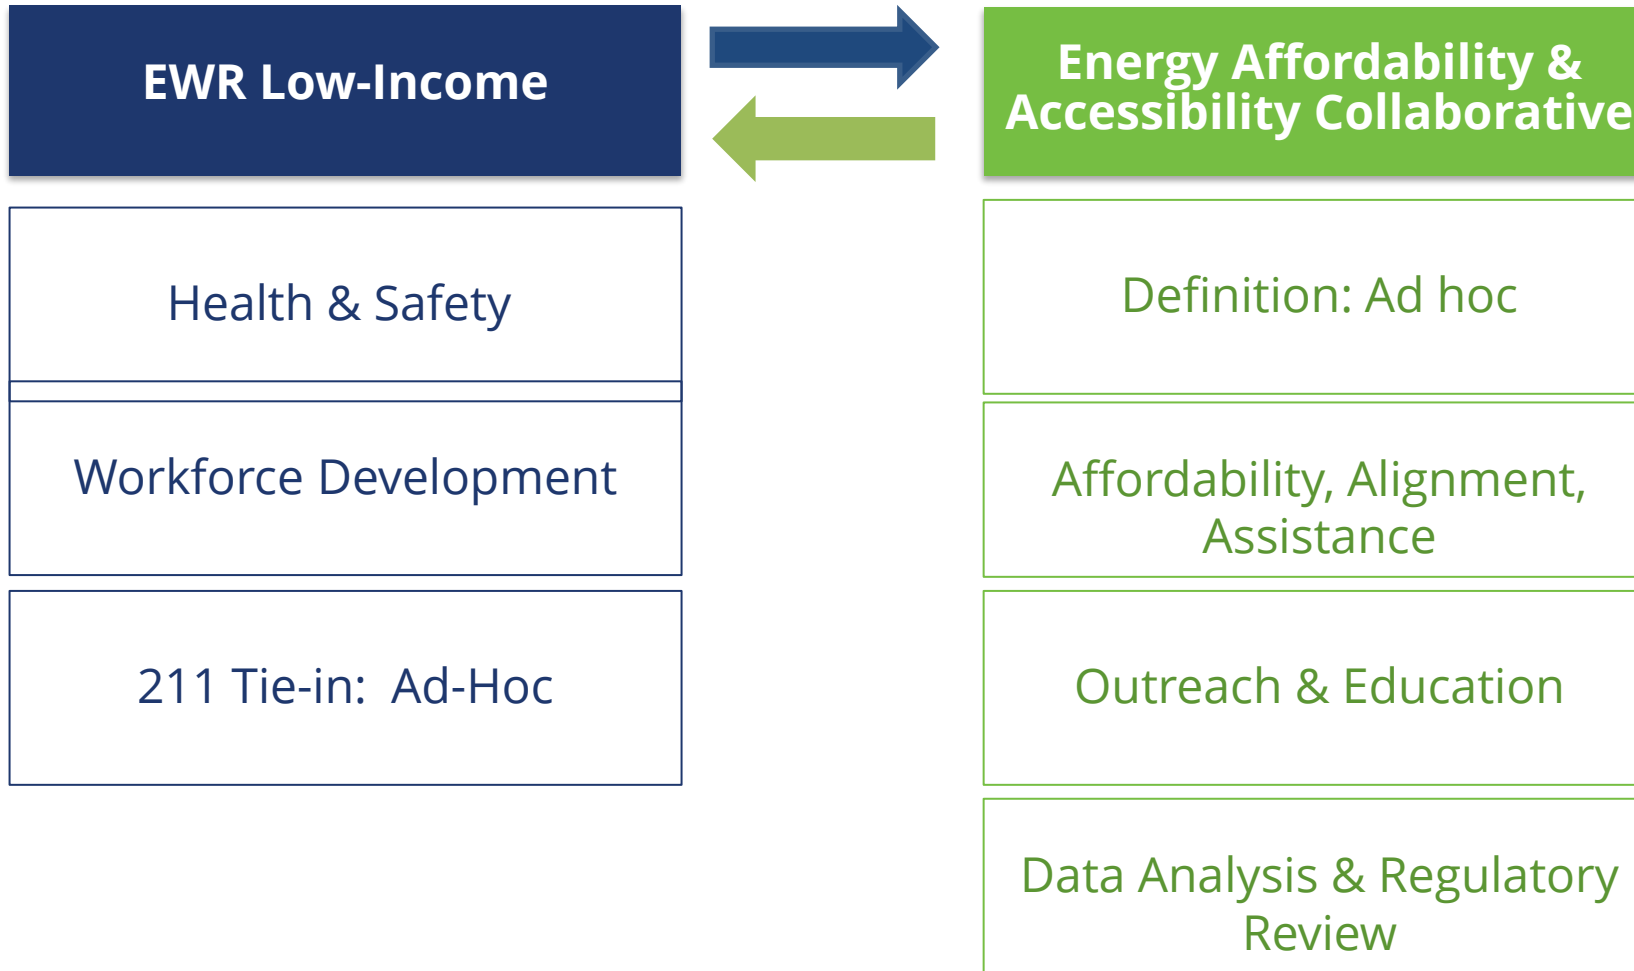 EWR Low-Income
Health & Safety
Workforce Development
211 Tie-in:  Ad-Hoc
Energy Affordability &
Accessibility Collaborative
Definition: Ad hoc
Affordability, Alignment,
Assistance
Outreach & Education
Data Analysis & Regulatory
Review